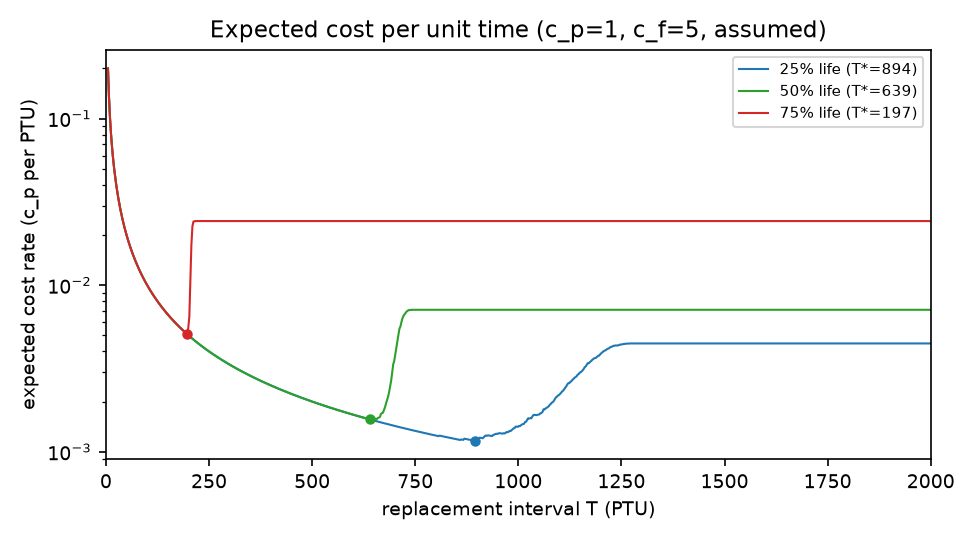 Expected cost per unit time (c_p=1, c_f=5, assumed)
25% life (T*=894)
50% life (T*=639)
75% life (T*=197)
expected cost rate (c_p per PTU)
10⁻¹
10⁻²
10⁻³
0 250 500 750 1000 1250 1500 1750 2000
replacement interval T (PTU)